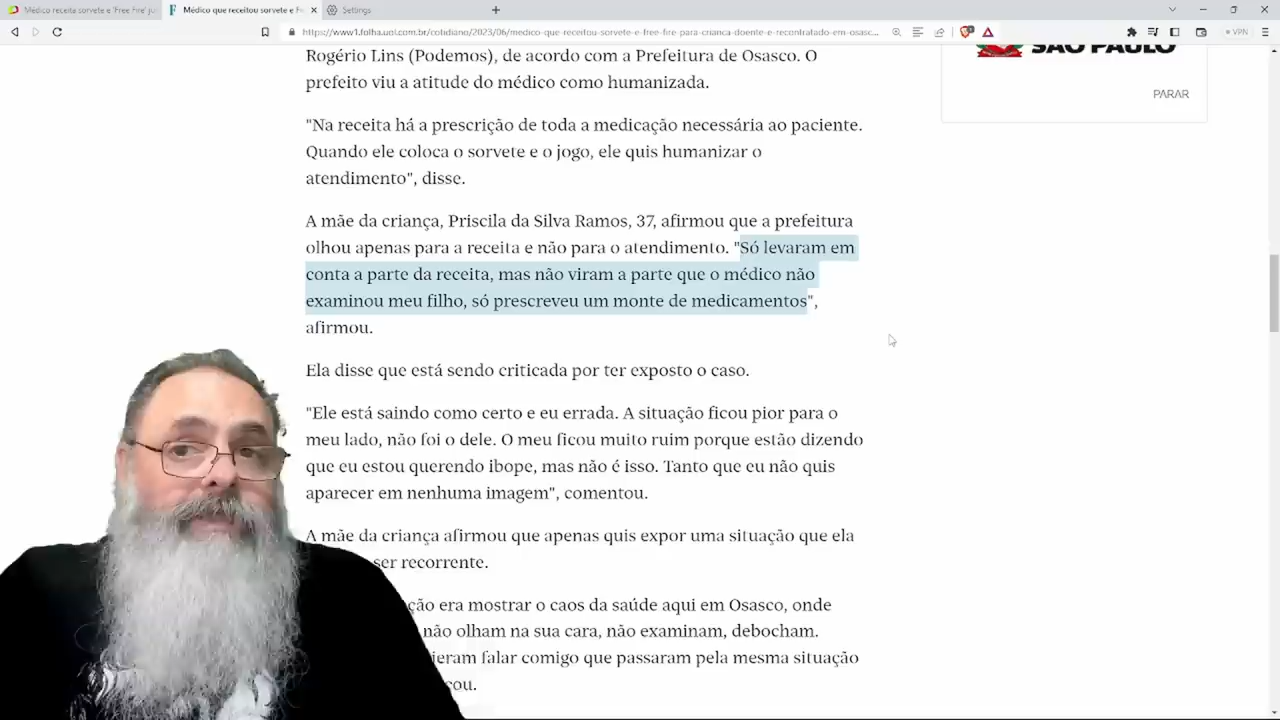 Médico receita sorvete e 'Free Fire' ju
Médico que receitou sorvete e Fr
Settings
https://www1.folha.uol.com.br/cotidiano/2023/06/medico-que-receitou-sorvete-e-free-fire-para-crianca-doente-e-recontratado-em-osasc...
VPN
Rogério Lins (Podemos), de acordo com a Prefeitura de Osasco. O
prefeito viu a atitude do médico como humanizada.
SÃO PAULO
PARAR
"Na receita há a prescrição de toda a medicação necessária ao paciente.
Quando ele coloca o sorvete e o jogo, ele quis humanizar o
atendimento", disse.
A mãe da criança, Priscila da Silva Ramos, 37, afirmou que a prefeitura
olhou apenas para a receita e não para o atendimento. "Só levaram em
conta a parte da receita, mas não viram a parte que o médico não
examinou meu filho, só prescreveu um monte de medicamentos",
afirmou.
Ela disse que está sendo criticada por ter exposto o caso.
"Ele está saindo como certo e eu errada. A situação ficou pior para o
meu lado, não foi o dele. O meu ficou muito ruim porque estão dizendo
que eu estou querendo ibope, mas não é isso. Tanto que eu não quis
aparecer em nenhuma imagem", comentou.
A mãe da criança afirmou que apenas quis expor uma situação que ela
ser recorrente.
ção era mostrar o caos da saúde aqui em Osasco, onde
não olham na sua cara, não examinam, debocham.
ieram falar comigo que passaram pela mesma situação
cou.